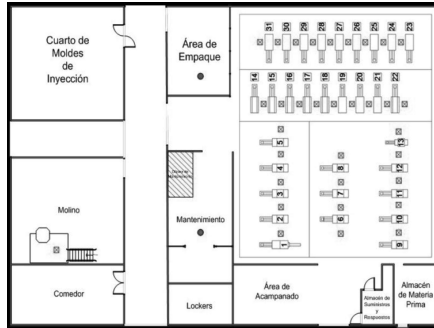 Cuarto de
Moldes
de
Inyección
Área de
Empaque
31 30 29 28 27 26 25 24 23
14 15 16 17 18 19 20 21 22
5
4
3
2
1
8
7
6
13
12
11
10
9
Molino
Mantenimiento
Comedor
Lockers
Área de
Acampanado
Almacén de
Suministros
y
Respuestos
Almacén
de Materia
Prima